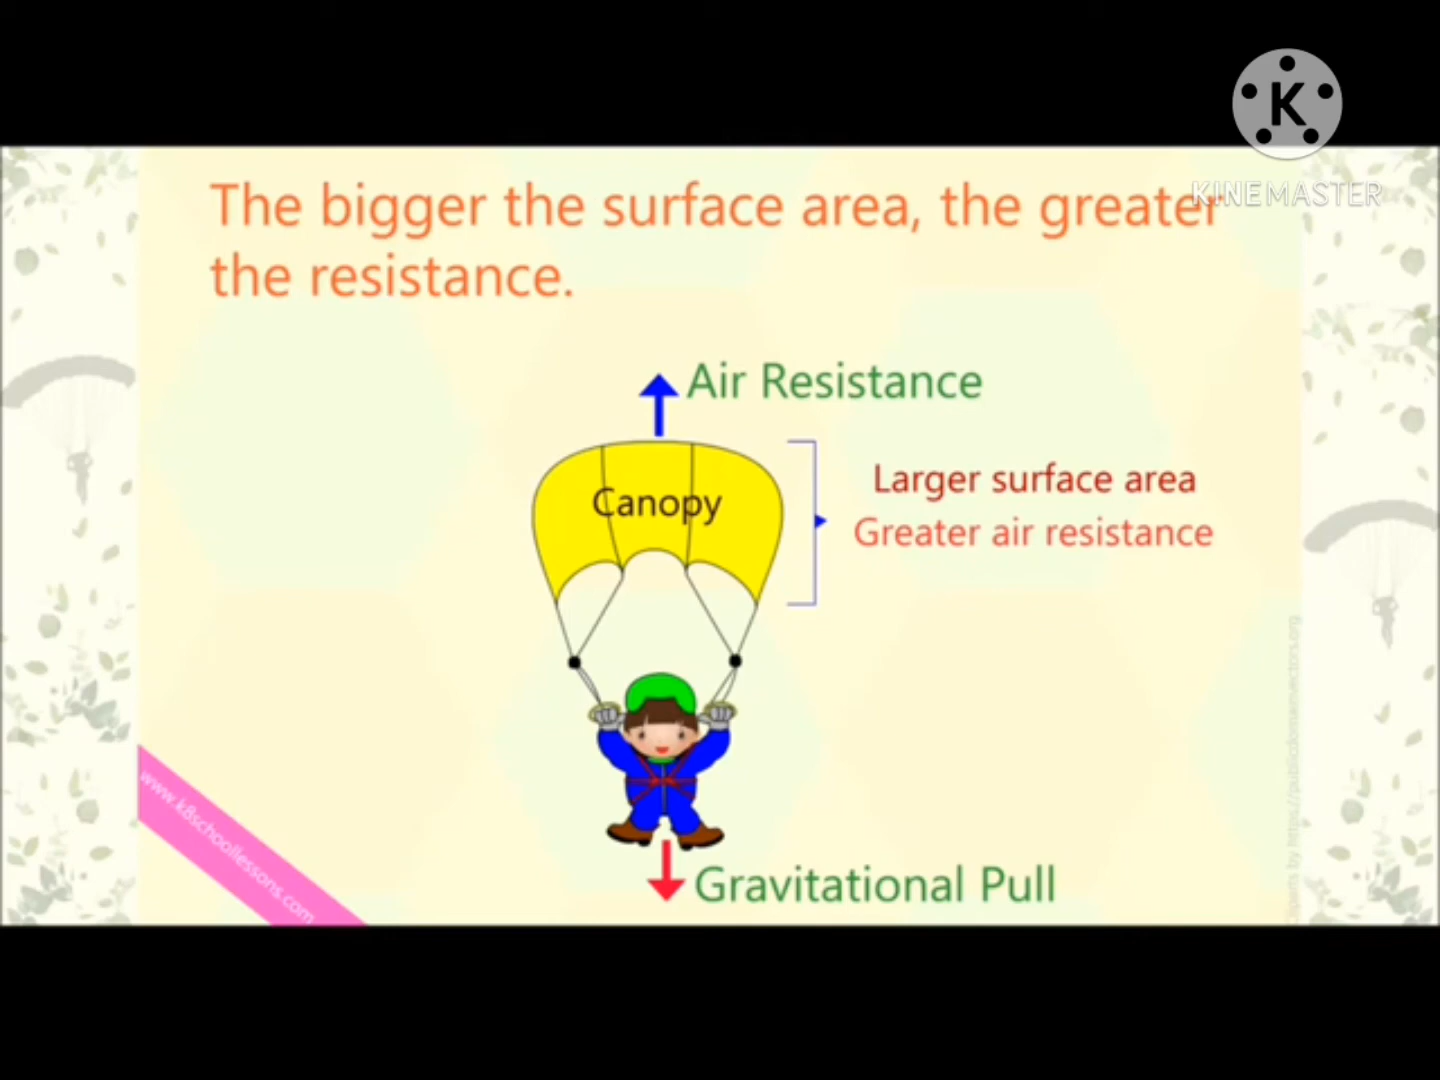 K
KINEMASTER
The bigger the surface area, the greater
the resistance.
Air Resistance
Canopy
Larger surface area
Greater air resistance
Gravitational Pull
www.k8schoollessons.com